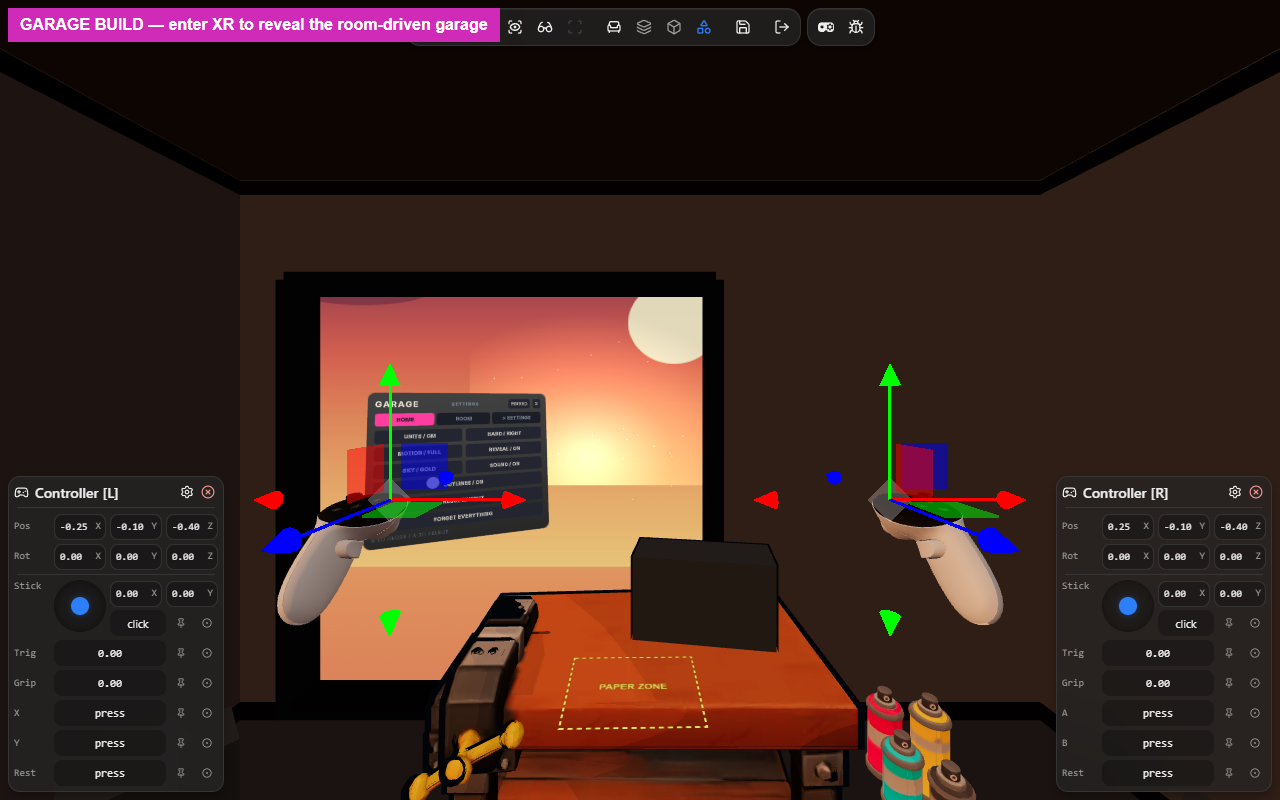 GARAGE BUILD — enter XR to reveal the room-driven garage
GARAGE
SETTINGS
ROOM
> SETTINGS
UNITS / CM
HARD / RIGHT
MOTION / FULL
REVEAL / ON
SKY / GOLD
SOUND / ON
FORGET EVERYTHING
PAPER ZONE
Controller [L]
Pos -0.25 X -0.10 Y -0.40 Z
Rot 0.00 X 0.00 Y 0.00 Z
Stick 0.00 X 0.00 Y
click
Trig 0.00
Grip 0.00
X press
Y press
Rest press
Controller [R]
Pos 0.25 X -0.10 Y -0.40 Z
Rot 0.00 X 0.00 Y 0.00 Z
Stick 0.00 X 0.00 Y
click
Trig 0.00
Grip 0.00
A press
B press
Rest press